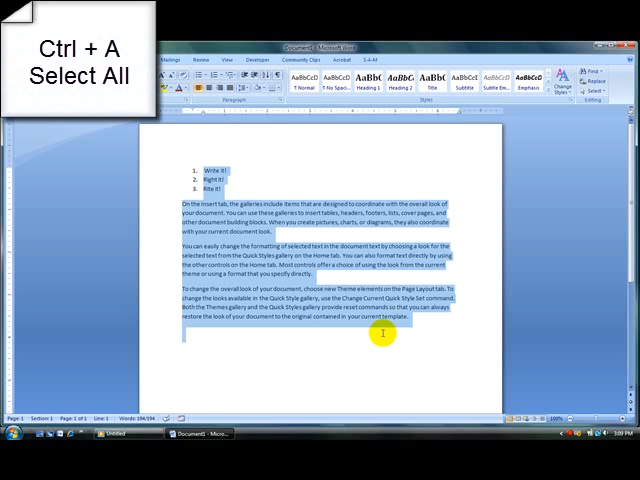 Ctrl + A
Select All
Document1 - Microsoft Word
Mailings Review View Developer Community Clips Acrobat S-A-M
AaBbCcD AaBbCcD AaBbC AaBbCc AaBbC AaBbCcD AaBbCcD AaBbCcD
¶ Normal ¶ No Spaci... Heading 1 Heading 2 Title Subtitle Subtle Em... Emphasis
Change
Styles
Find
Replace
Select
Paragraph Styles Editing
1. Write it!
2. Right it!
3. Rite it!
On the Insert tab, the galleries include items that are designed to coordinate with the overall look of
your document. You can use these galleries to insert tables, headers, footers, lists, cover pages, and
other document building blocks. When you create pictures, charts, or diagrams, they also coordinate
with your current document look.
You can easily change the formatting of selected text in the document text by choosing a look for the
selected text from the Quick Styles gallery on the Home tab. You can also format text directly by using
the other controls on the Home tab. Most controls offer a choice of using the look from the current
theme or using a format that you specify directly.
To change the overall look of your document, choose new Theme elements on the Page Layout tab. To
change the looks available in the Quick Style gallery, use the Change Current Quick Style Set command.
Both the Themes gallery and the Quick Styles gallery provide reset commands so that you can always
restore the look of your document to the original contained in your current template.
Page: 1 Section: 1 Page: 1 of 1 Line: 1 Words: 194/194 100%
Untitled Document1 - Micros... 3:09 PM